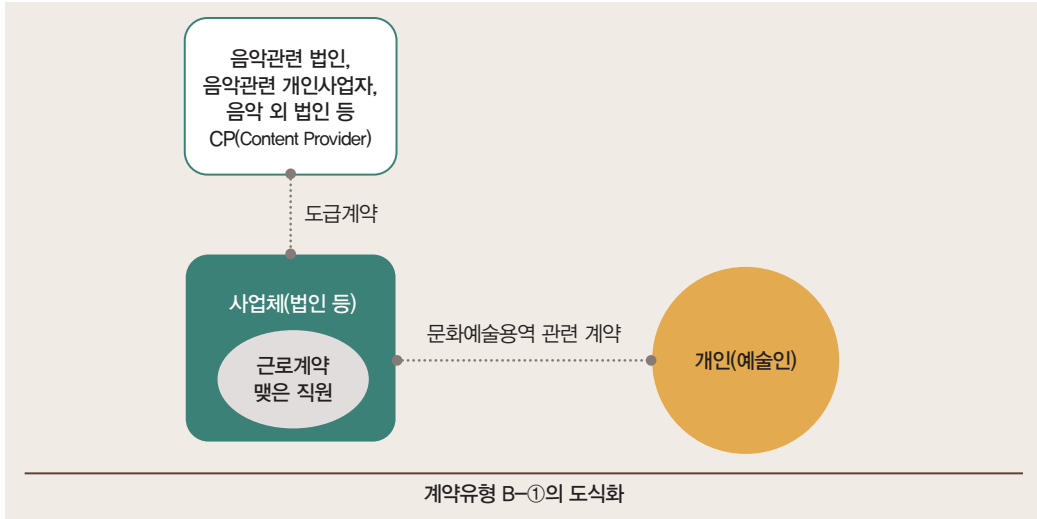 음악관련 법인,
음악관련 개인사업자,
음악 외 법인 등
CP(Content Provider)
도급계약
사업체(법인 등)
근로계약
맺은 직원
문화예술용역 관련 계약
개인(예술인)
계약유형 B-①의 도식화